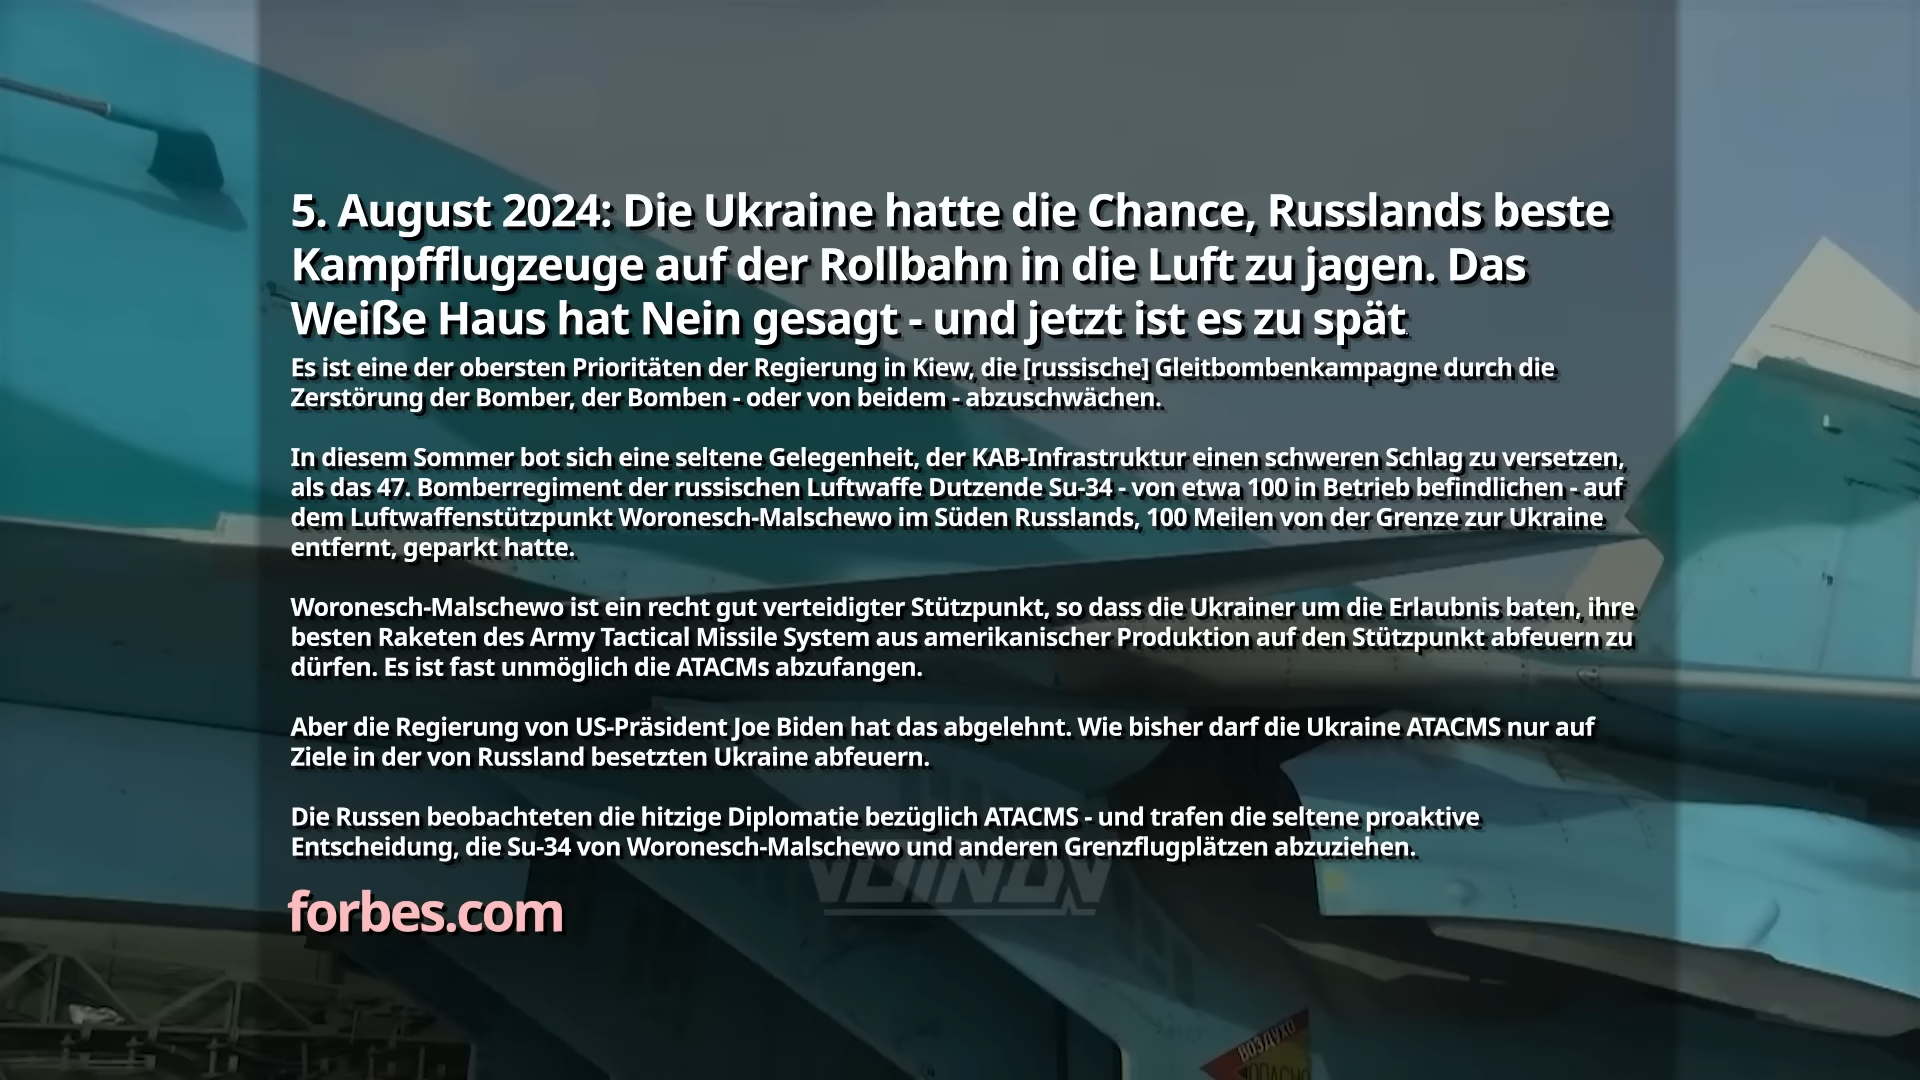 5. August 2024: Die Ukraine hatte die Chance, Russlands beste
Kampfflugzeuge auf der Rollbahn in die Luft zu jagen. Das
Weiße Haus hat Nein gesagt - und jetzt ist es zu spät
Es ist eine der obersten Prioritäten der Regierung in Kiew, die [russische] Gleitbombenkampagne durch die
Zerstörung der Bomber, der Bomben - oder von beidem - abzuschwächen.
In diesem Sommer bot sich eine seltene Gelegenheit, der KAB-Infrastruktur einen schweren Schlag zu versetzen,
als das 47. Bomberregiment der russischen Luftwaffe Dutzende Su-34 - von etwa 100 in Betrieb befindlichen - auf
dem Luftwaffenstützpunkt Woronesch-Malschewo im Süden Russlands, 100 Meilen von der Grenze zur Ukraine
entfernt, geparkt hatte.
Woronesch-Malschewo ist ein recht gut verteidigter Stützpunkt, so dass die Ukrainer um die Erlaubnis baten, ihre
besten Raketen des Army Tactical Missile System aus amerikanischer Produktion auf den Stützpunkt abfeuern zu
dürfen. Es ist fast unmöglich die ATACMs abzufangen.
Aber die Regierung von US-Präsident Joe Biden hat das abgelehnt. Wie bisher darf die Ukraine ATACMS nur auf
Ziele in der von Russland besetzten Ukraine abfeuern.
Die Russen beobachteten die hitzige Diplomatie bezüglich ATACMS - und trafen die seltene proaktive
Entscheidung, die Su-34 von Woronesch-Malschewo und anderen Grenzflugplätzen abzuziehen.
forbes.com
ВОЗДУХО